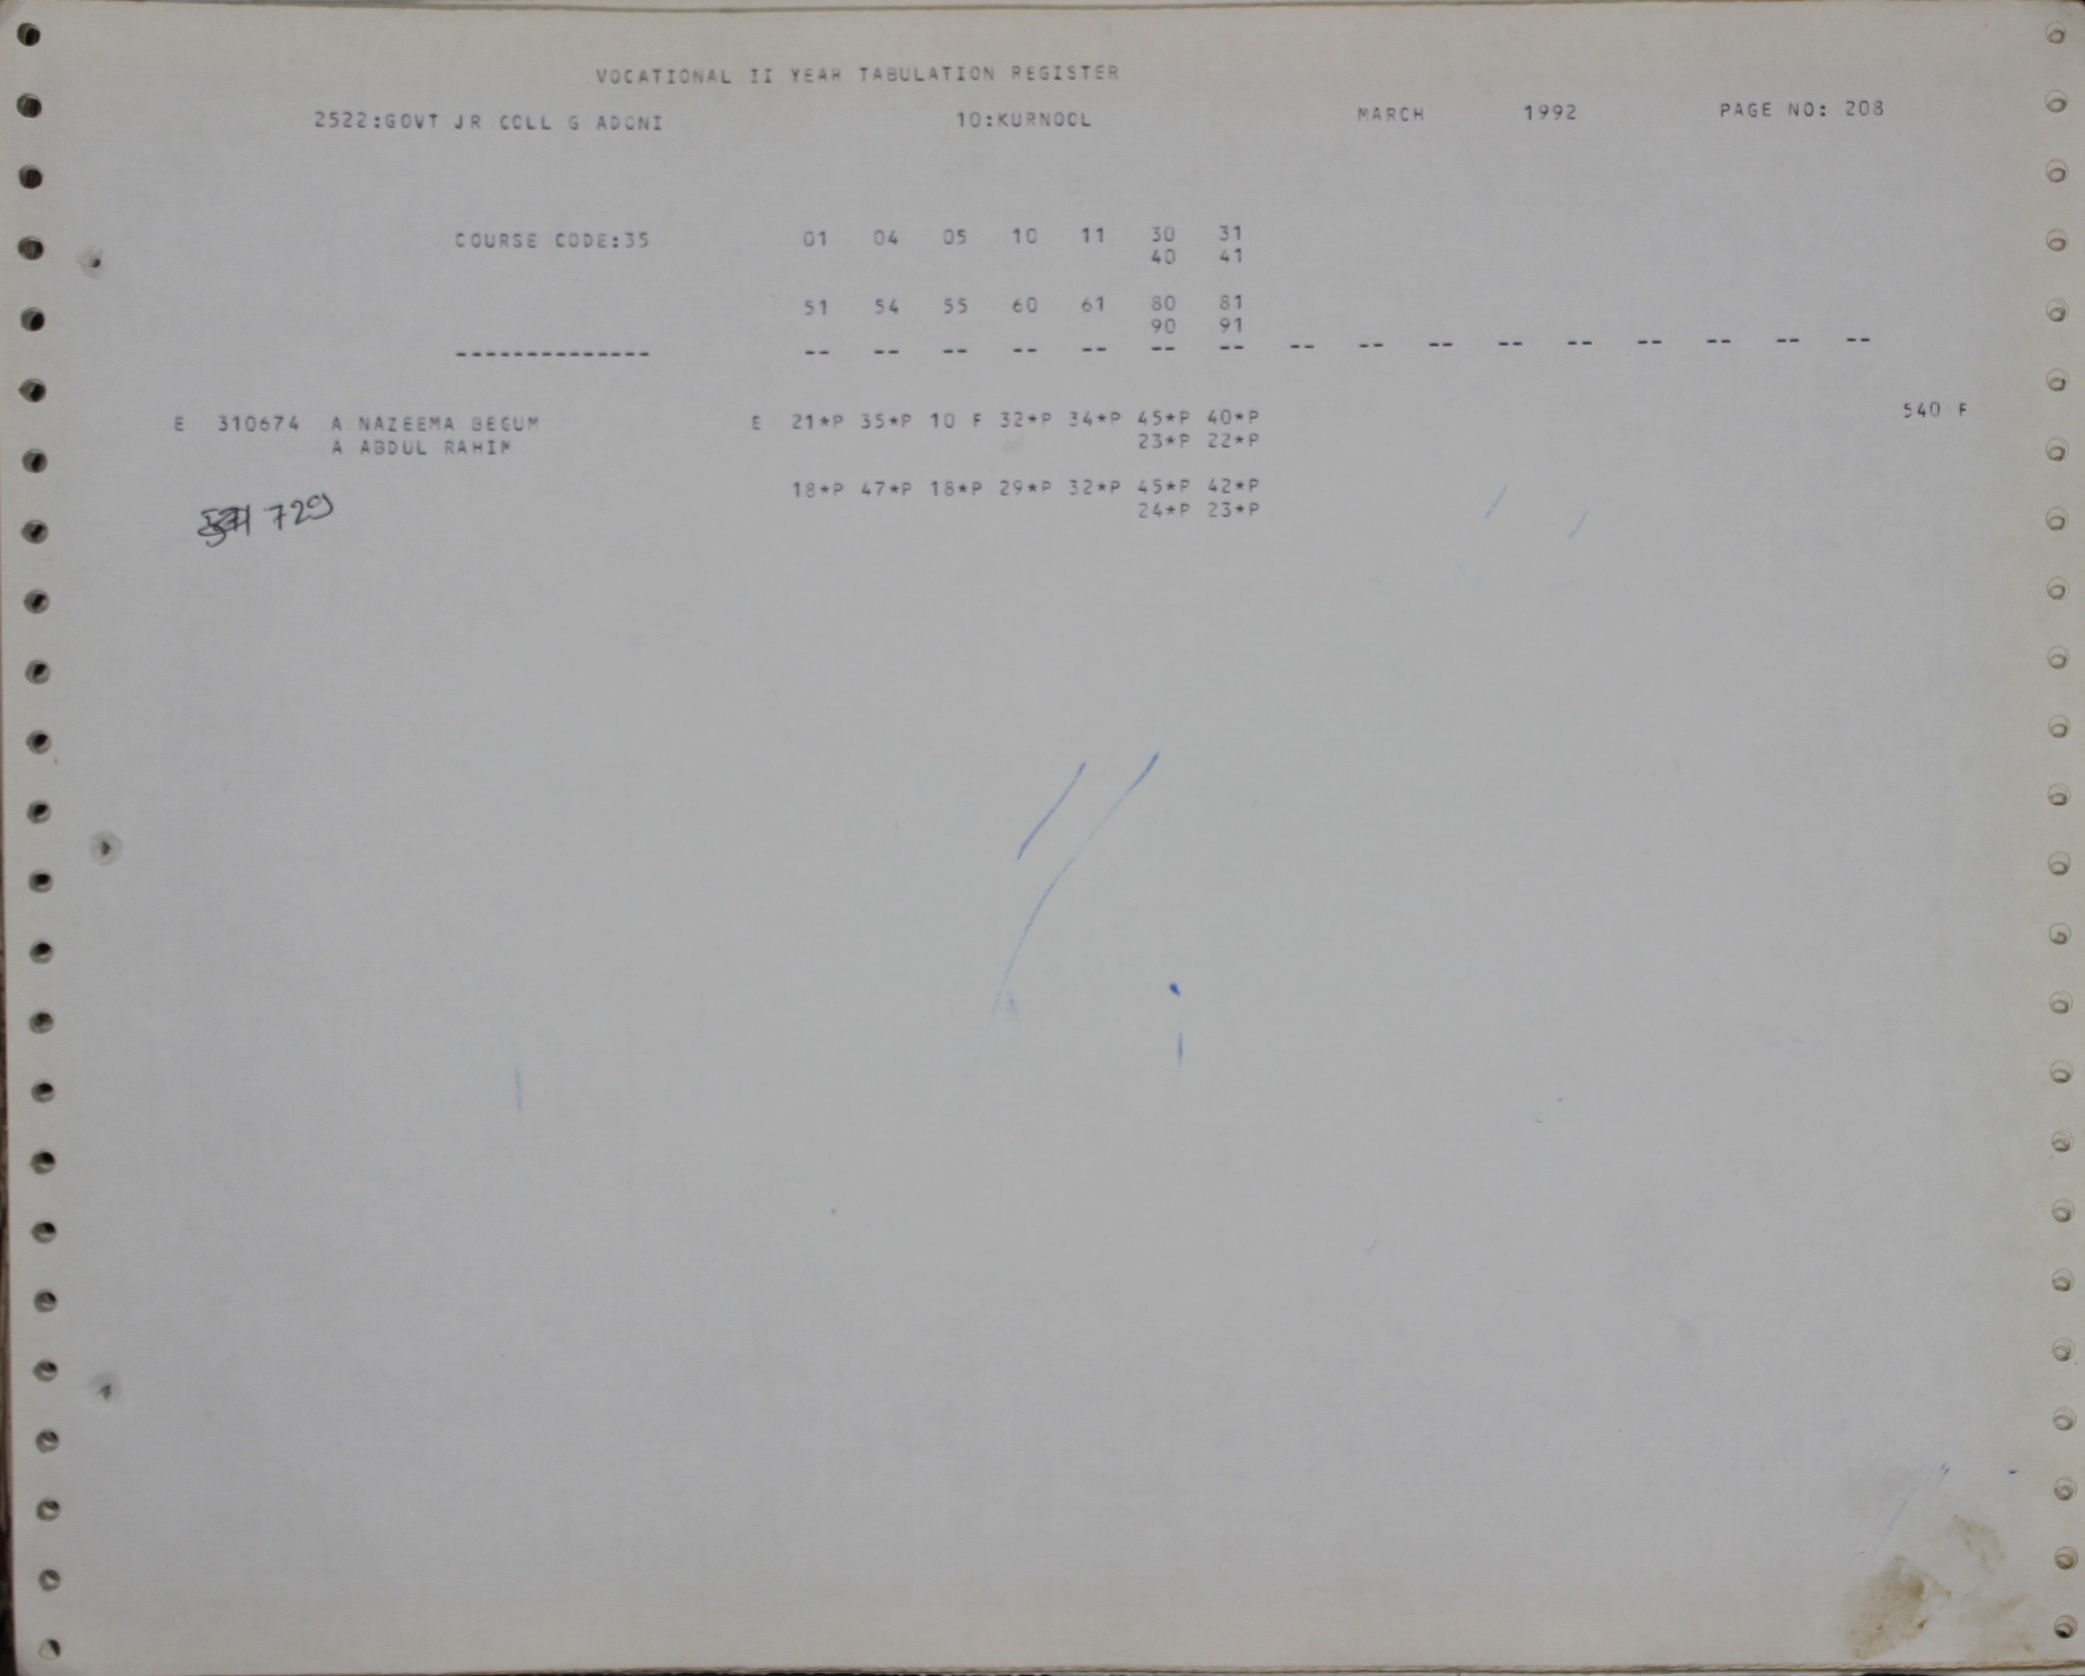 VOCATIONAL II YEAR TABULATION REGISTER
2522:GOVT JR COLL G ADONI 10:KURNOOL MARCH 1992 PAGE NO: 208
COURSE CODE:35 01 04 05 10 11 30 31
40 41
51 54 55 60 61 80 81
90 91
-------------- -- -- -- -- -- -- -- -- -- -- -- -- -- -- -- --
E 310674 A NAZEEMA BEGUM E 21*P 35*P 10 F 32*P 34*P 45*P 40*P 540 F
A ABDUL RAHIM 23*P 22*P
18*P 47*P 18*P 29*P 32*P 45*P 42*P
24*P 23*P
729